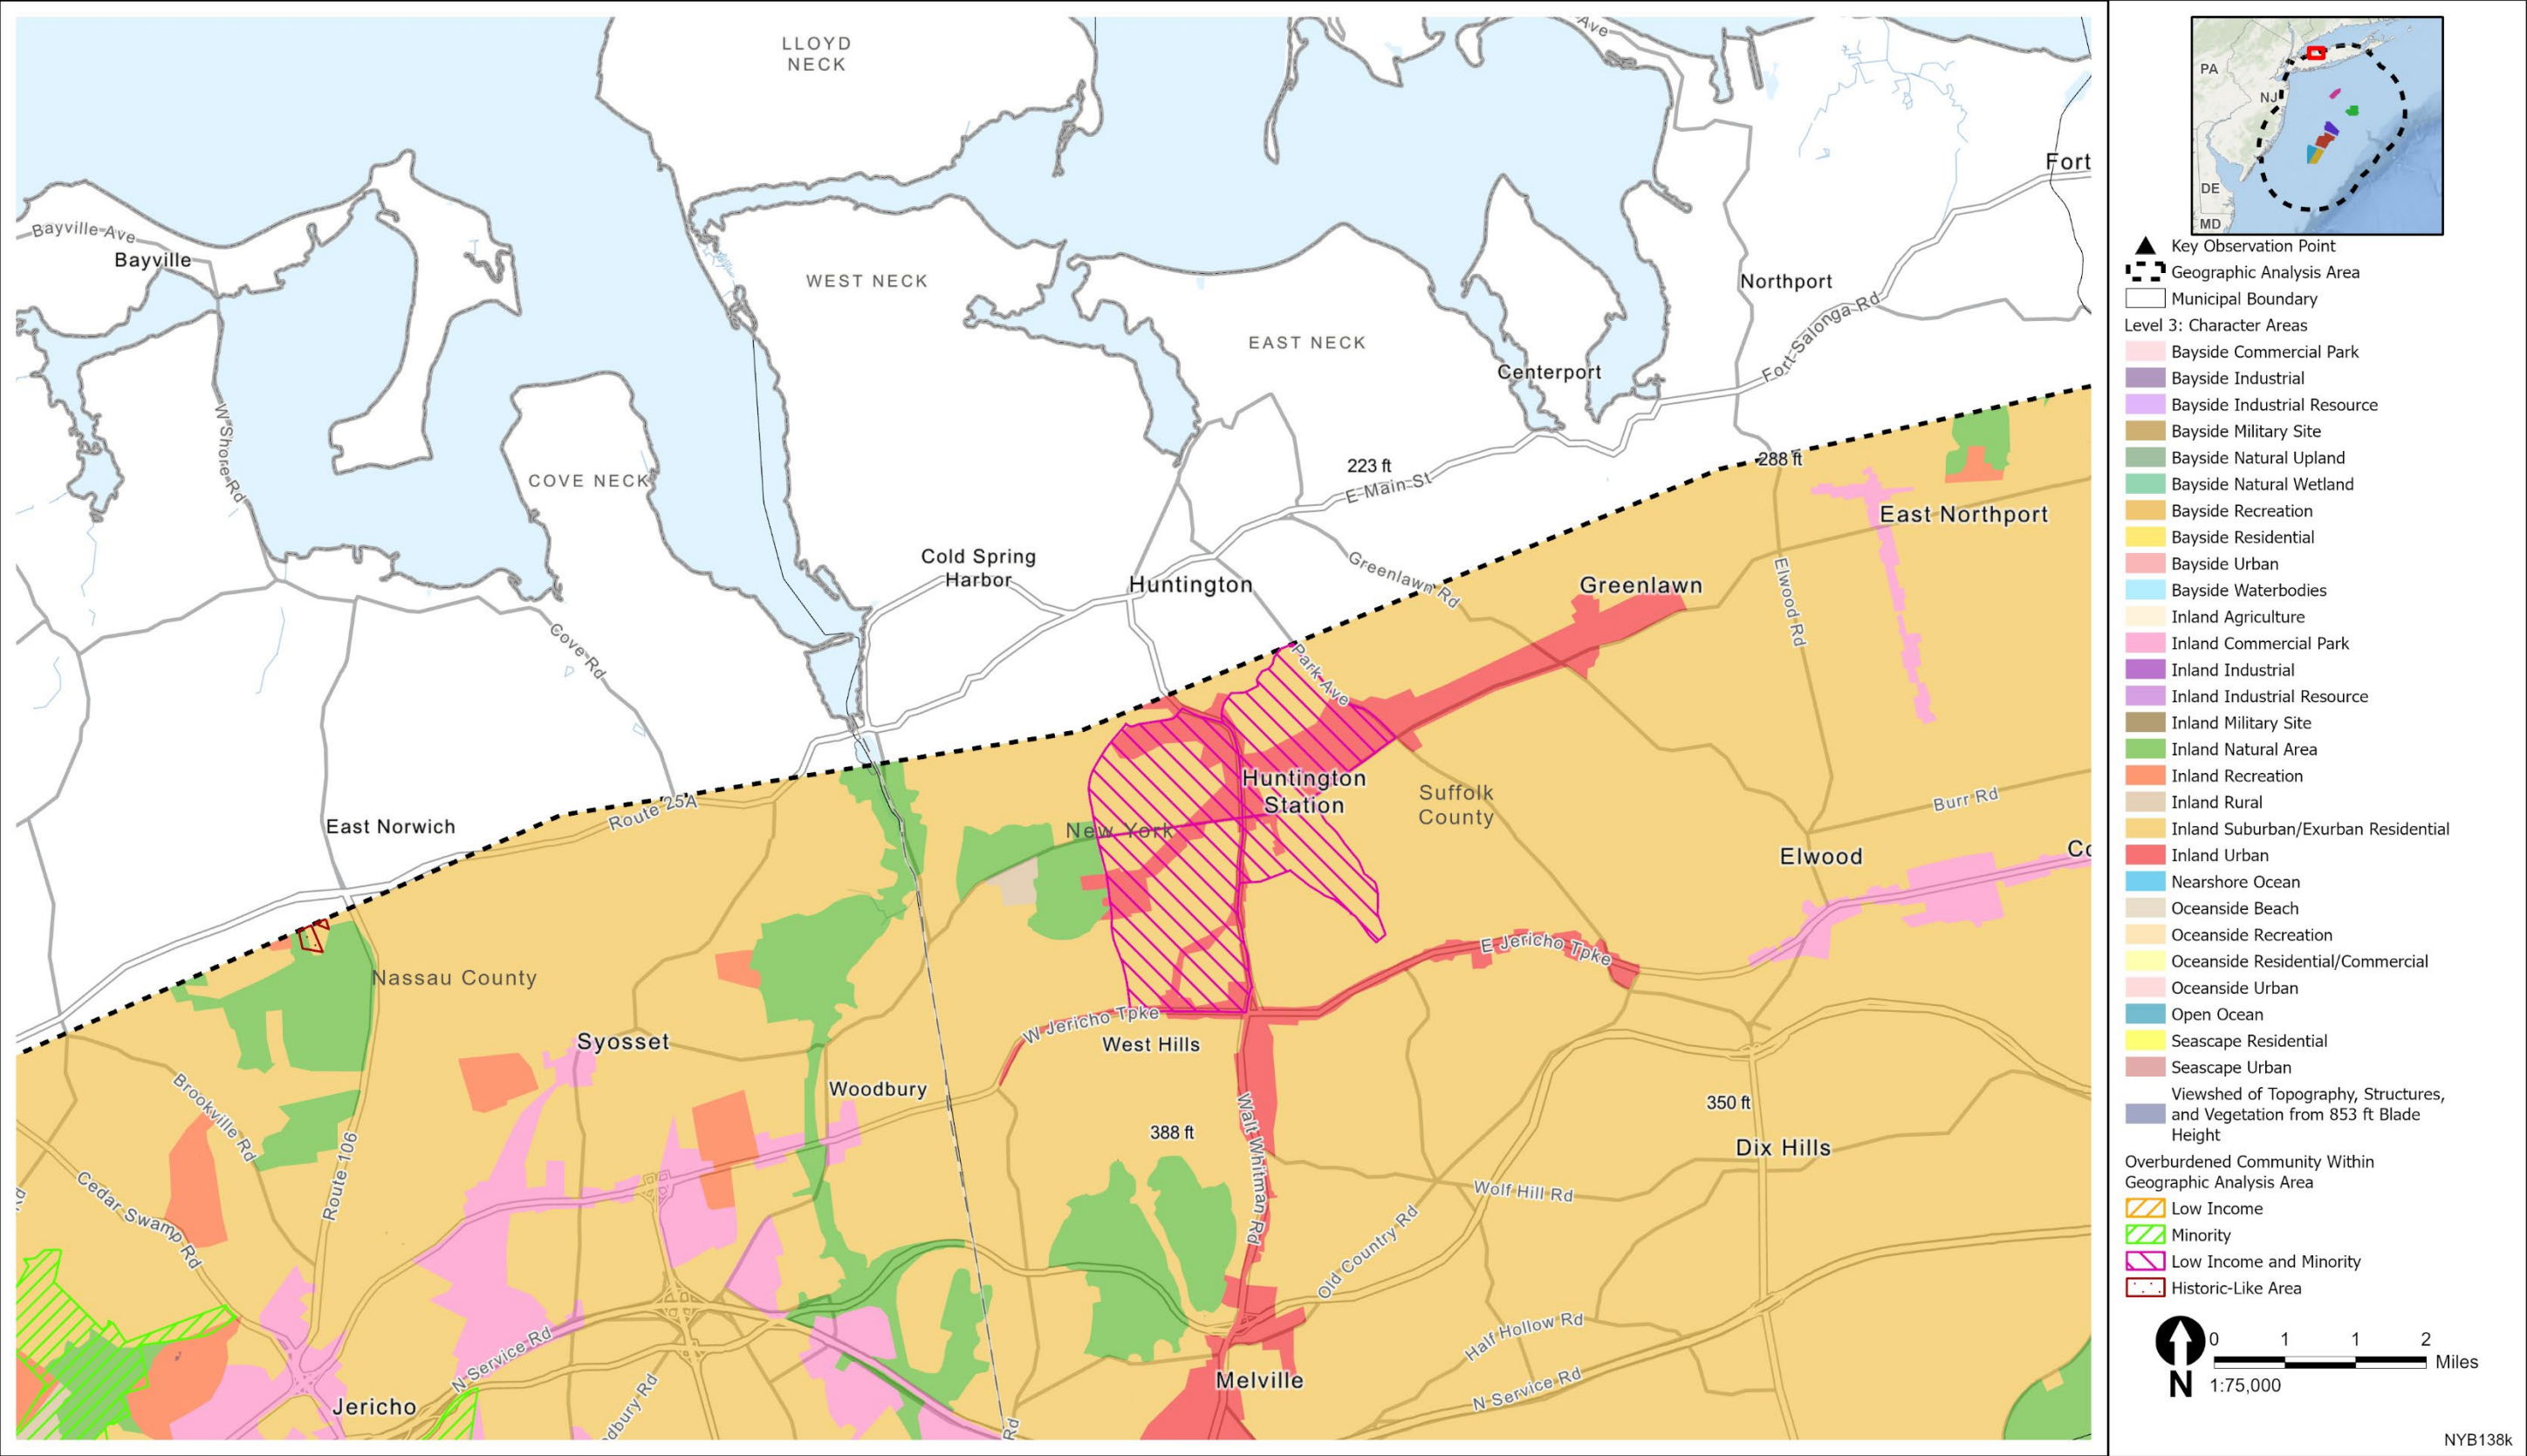 LLOYD
NECK
Ave
Fort
Bayville Ave
Bayville
WEST NECK
Northport
EAST NECK
Fort Salonga Rd
Centerport
W Shore Rd
COVE NECK
223 ft
E Main St
288 ft
East Northport
Cold Spring
Harbor
Huntington
Greenlawn Rd
Greenlawn
Elwood Rd
Cove Rd
Park Ave
Huntington
Station
Suffolk
County
Route 25A
East Norwich
New York
Burr Rd
Elwood
Co
Nassau County
E Jericho Tpke
Syosset
W Jericho Tpke
West Hills
Woodbury
Brookville Rd
388 ft
350 ft
Dix Hills
Walt Whitman Rd
Route 106
Cedar Swamp Rd
Rd
Wolf Hill Rd
Old Country Rd
N Service Rd
Half Hollow Rd
Melville
N Service Rd
Jericho
dbury Rd
Rd
PA
NJ
DE
MD
Key Observation Point
Geographic Analysis Area
Municipal Boundary
Level 3: Character Areas
Bayside Commercial Park
Bayside Industrial
Bayside Industrial Resource
Bayside Military Site
Bayside Natural Upland
Bayside Natural Wetland
Bayside Recreation
Bayside Residential
Bayside Urban
Bayside Waterbodies
Inland Agriculture
Inland Commercial Park
Inland Industrial
Inland Industrial Resource
Inland Military Site
Inland Natural Area
Inland Recreation
Inland Rural
Inland Suburban/Exurban Residential
Inland Urban
Nearshore Ocean
Oceanside Beach
Oceanside Recreation
Oceanside Residential/Commercial
Oceanside Urban
Open Ocean
Seascape Residential
Seascape Urban
Viewshed of Topography, Structures,
and Vegetation from 853 ft Blade
Height
Overburdened Community Within
Geographic Analysis Area
Low Income
Minority
Low Income and Minority
Historic-Like Area
N
0 1 1 2
Miles
1:75,000
NYB138k